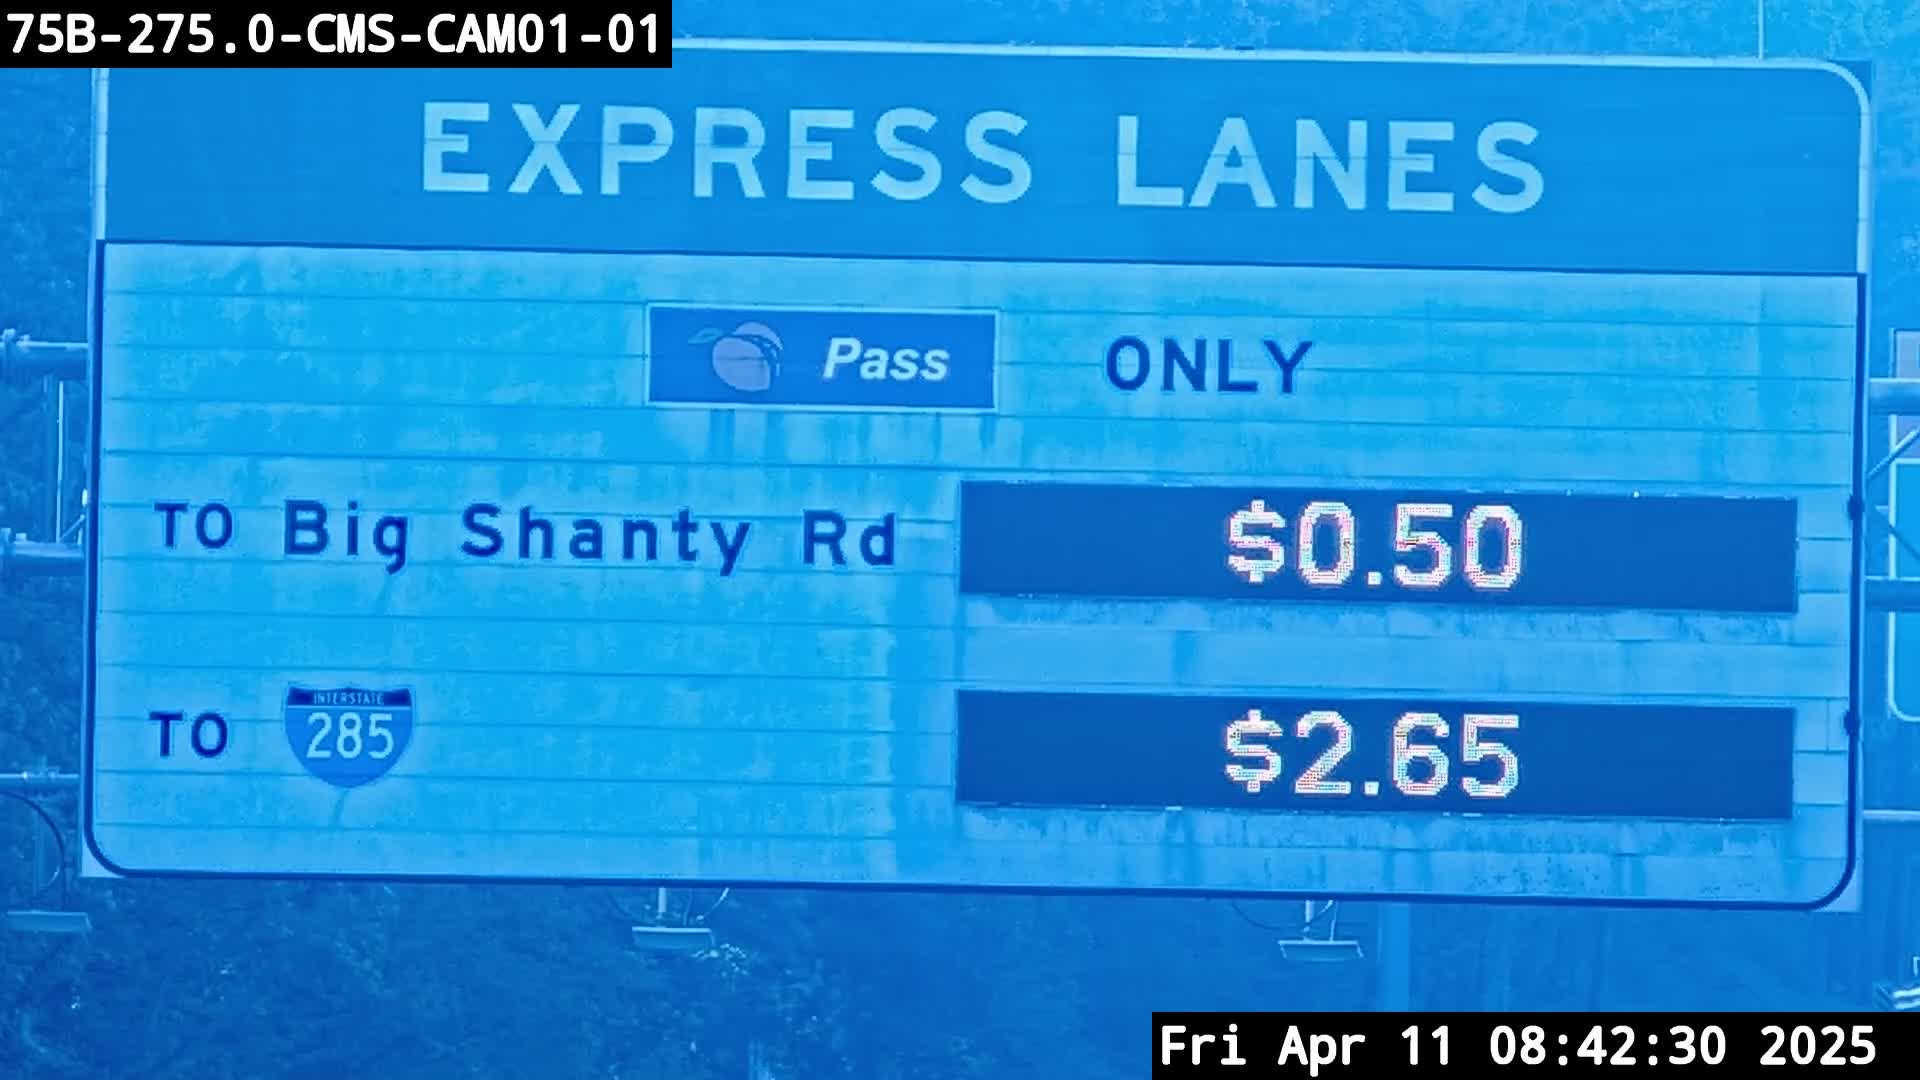 75B-275.0-CMS-CAM01-01
EXPRESS LANES
Pass ONLY
TO Big Shanty Rd $0.50
INTERSTATE
TO 285 $2.65
Fri Apr 11 08:42:30 2025